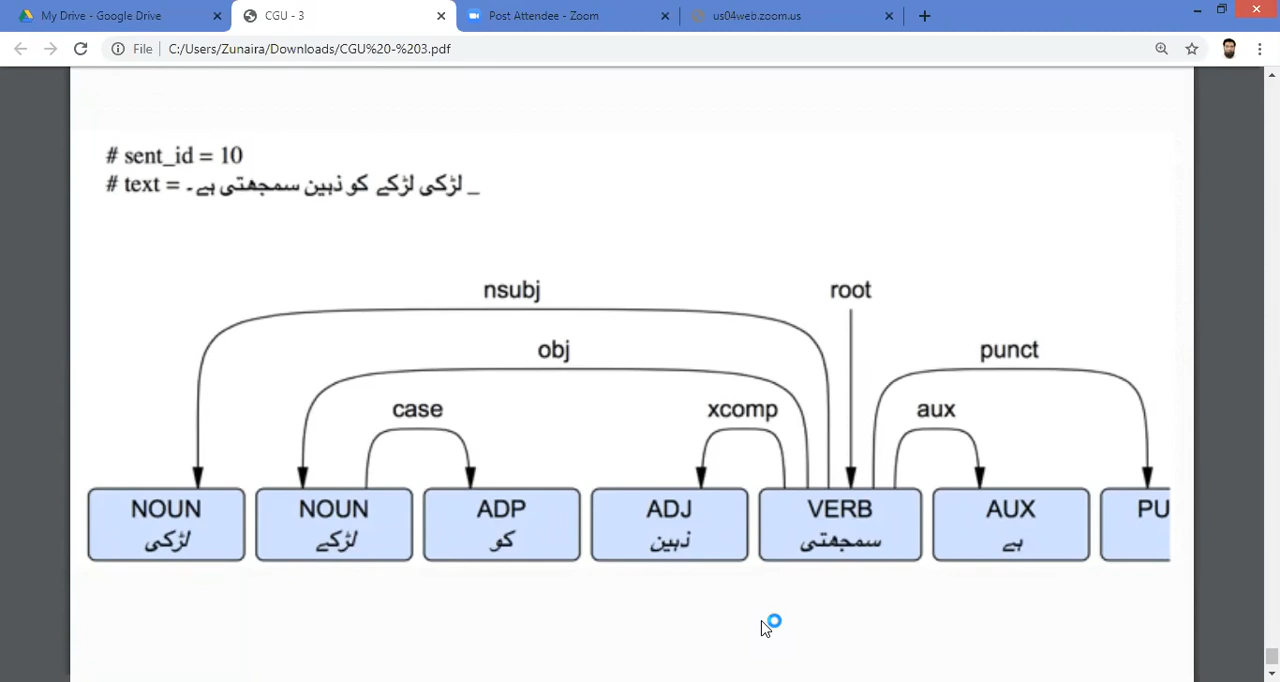 My Drive - Google Drive
CGU - 3
Post Attendee - Zoom
us04web.zoom.us
File
C:/Users/Zunaira/Downloads/CGU%20-%203.pdf
# sent_id = 10
# text = لڑکی لڑکے کو ذہین سمجھتی ہے۔ _
nsubj
root
obj
punct
case
xcomp
aux
NOUN
لڑکی
NOUN
لڑکے
ADP
کو
ADJ
ذہین
VERB
سمجھتی
AUX
ہے
PU